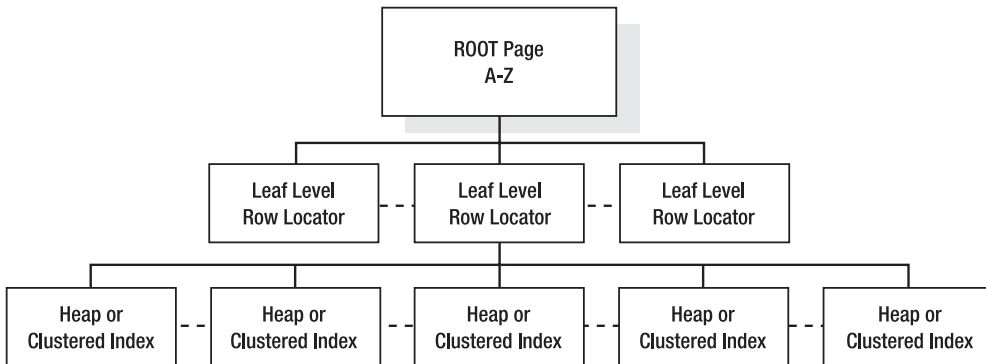 ROOT Page
A-Z
Leaf Level
Row Locator
Leaf Level
Row Locator
Leaf Level
Row Locator
Heap or
Clustered Index
Heap or
Clustered Index
Heap or
Clustered Index
Heap or
Clustered Index
Heap or
Clustered Index